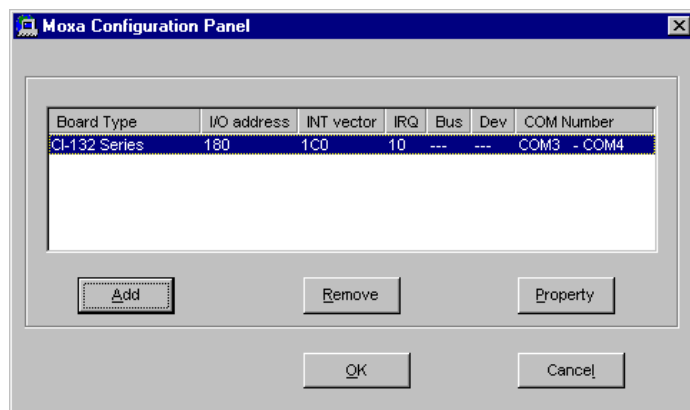 Moxa Configuration Panel
Board Type I/O address INT vector IRQ Bus Dev COM Number
CI-132 Series 180 1C0 10 --- --- COM3 - COM4
Add Remove Property
OK Cancel